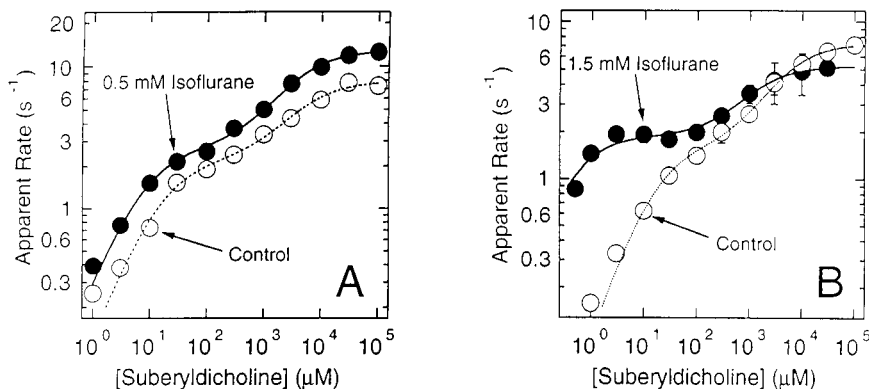 20
10
6
3
1
0.6
0.3
Apparent Rate (s⁻¹)
0.5 mM Isoflurane
Control
A
10⁰ 10¹ 10² 10³ 10⁴ 10⁵
[Suberyldicholine] (μM)
10
6
3
1
0.6
0.3
Apparent Rate (s⁻¹)
1.5 mM Isoflurane
Control
B
10⁰ 10¹ 10² 10³ 10⁴ 10⁵
[Suberyldicholine] (μM)